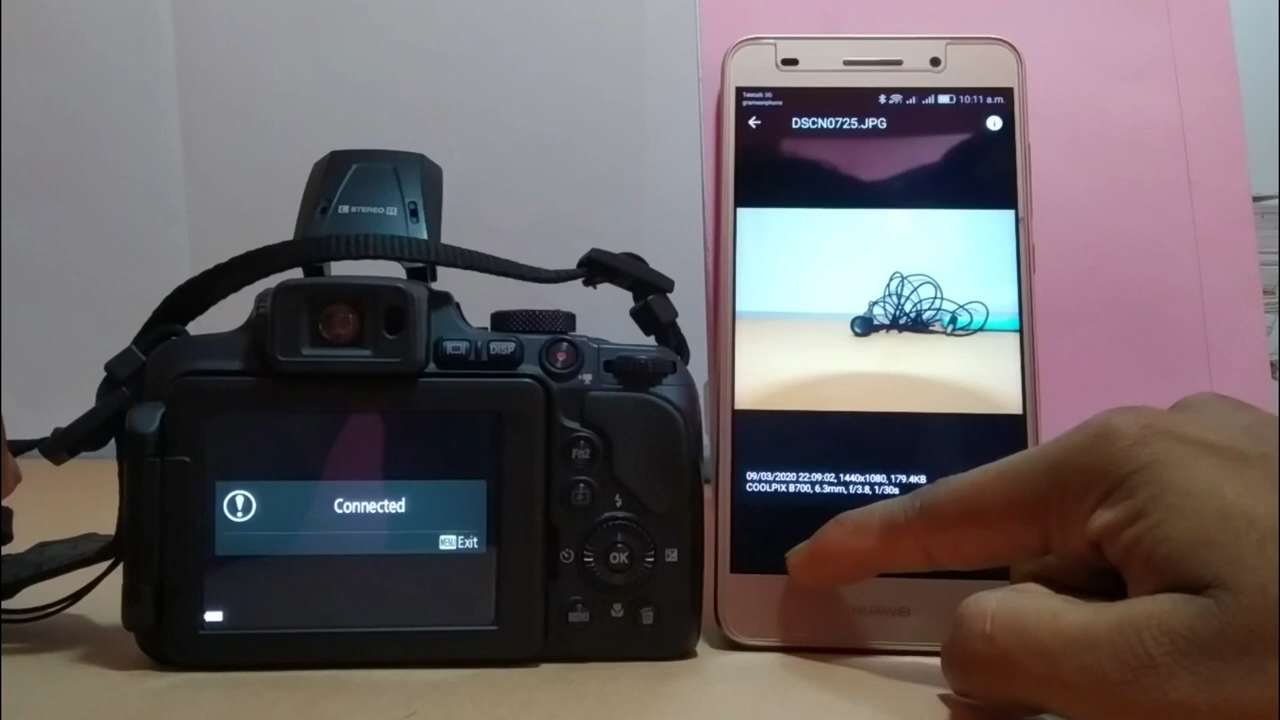 L STEREO R
DISP
Fn2
OK
MENU
Connected
MENU Exit
Teletalk 3G
grameenphone
10:11 a.m.
DSCN0725.JPG
09/03/2020 22:09:02, 1440x1080, 179.4KB
COOLPIX B700, 6.3mm, f/3.8, 1/30s
HUAWEI